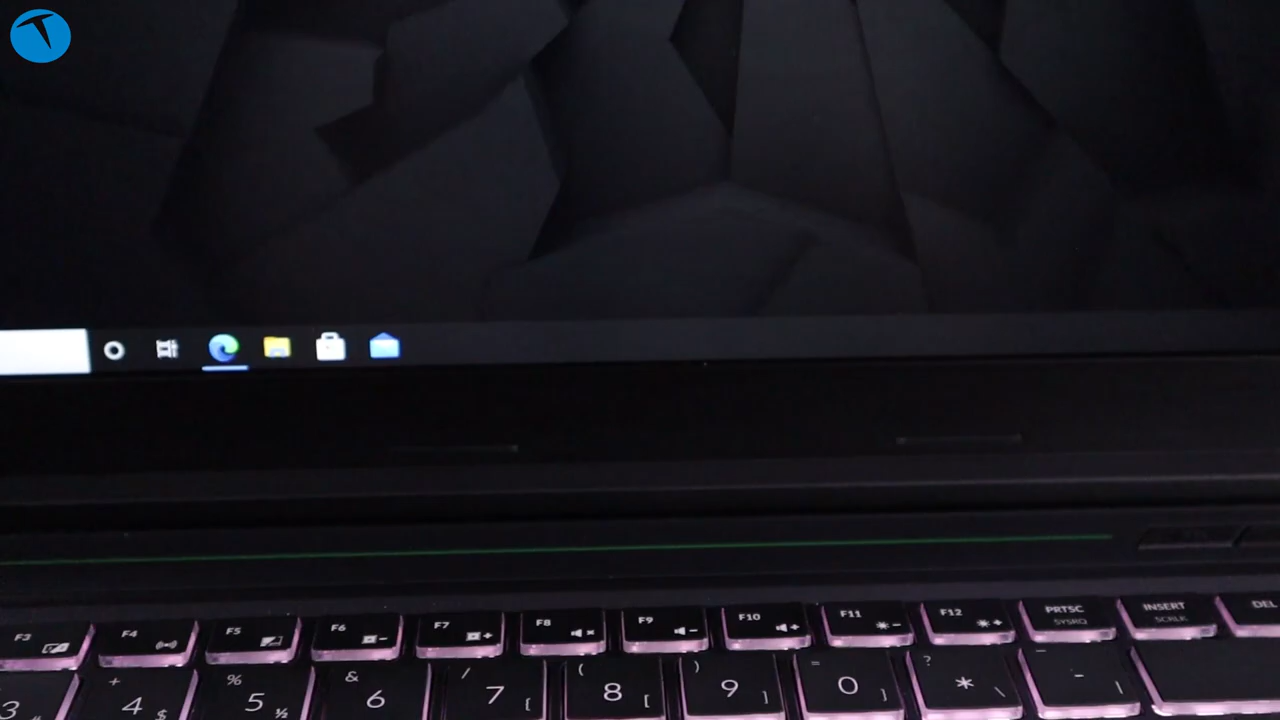 F3 F4 F5 F6 F7 F8 F9 F10 F11 F12 PRTSC INSERT DEL
SYSRQ SCRLK
+ % & / ( ) = ? _
3 4 5 6 7 8 9 0 * -
$ ½ [ [ ] ] \ |